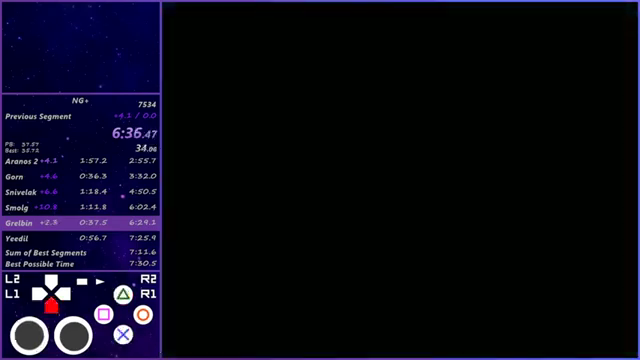 NG+
7534
Previous Segment +4.1 / 0.0
6:36.47
PB: 37.57
Best: 35.72
34.06
Aranos 2 +4.1 1:57.2 2:55.7
Gorn +4.6 0:36.3 3:32.0
Snivelak +6.6 1:18.4 4:50.5
Smolg +10.8 1:11.8 6:02.4
Grelbin +2.3 0:37.5 6:29.1
Yeedil 0:56.7 7:25.9
Sum of Best Segments 7:11.6
Best Possible Time 7:30.5
L2 R2
L1 R1